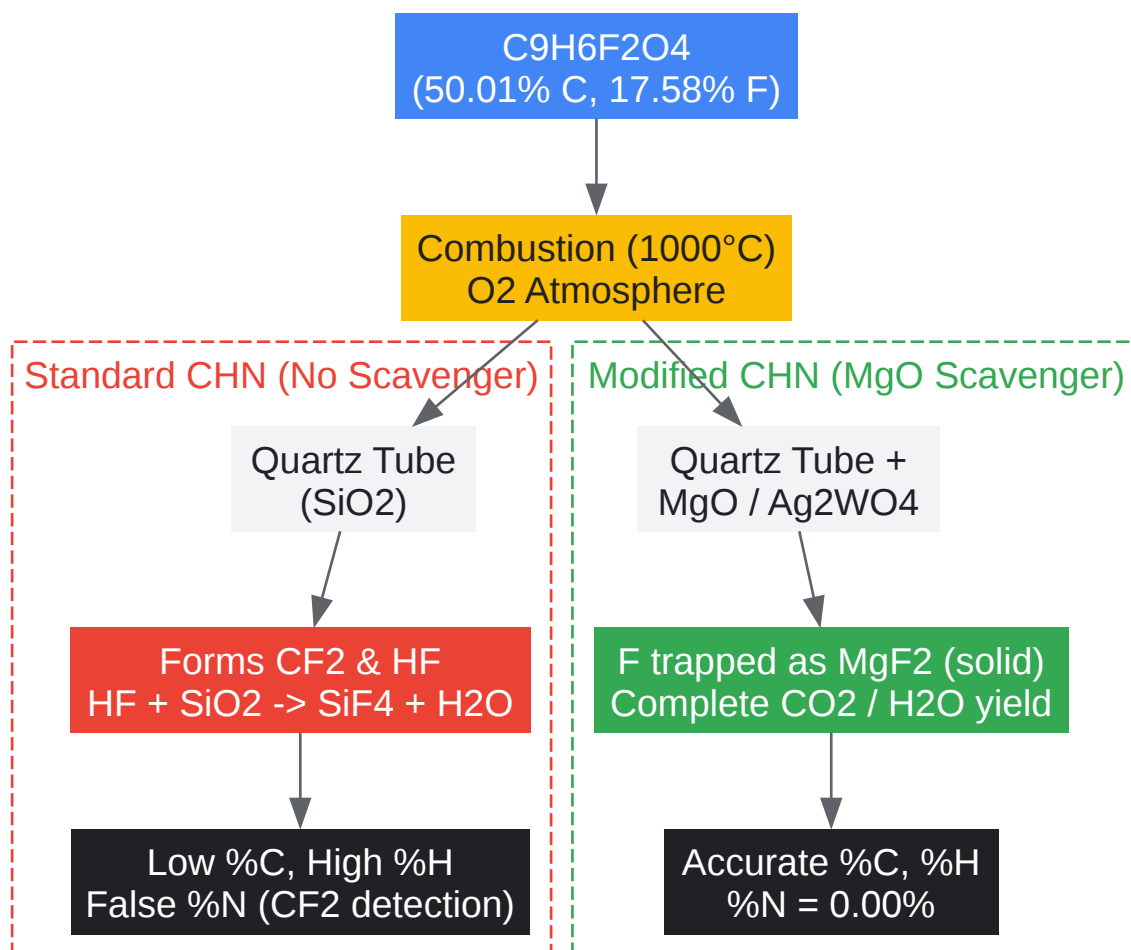 C9H6F2O4
(50.01% C, 17.58% F)
Combustion (1000°C)
O2 Atmosphere
Standard CHN (No Scavenger)
Quartz Tube
(SiO2)
Forms CF2 & HF
HF + SiO2 -> SiF4 + H2O
Low %C, High %H
False %N (CF2 detection)
Modified CHN (MgO Scavenger)
Quartz Tube +
MgO / Ag2WO4
F trapped as MgF2 (solid)
Complete CO2 / H2O yield
Accurate %C, %H
%N = 0.00%